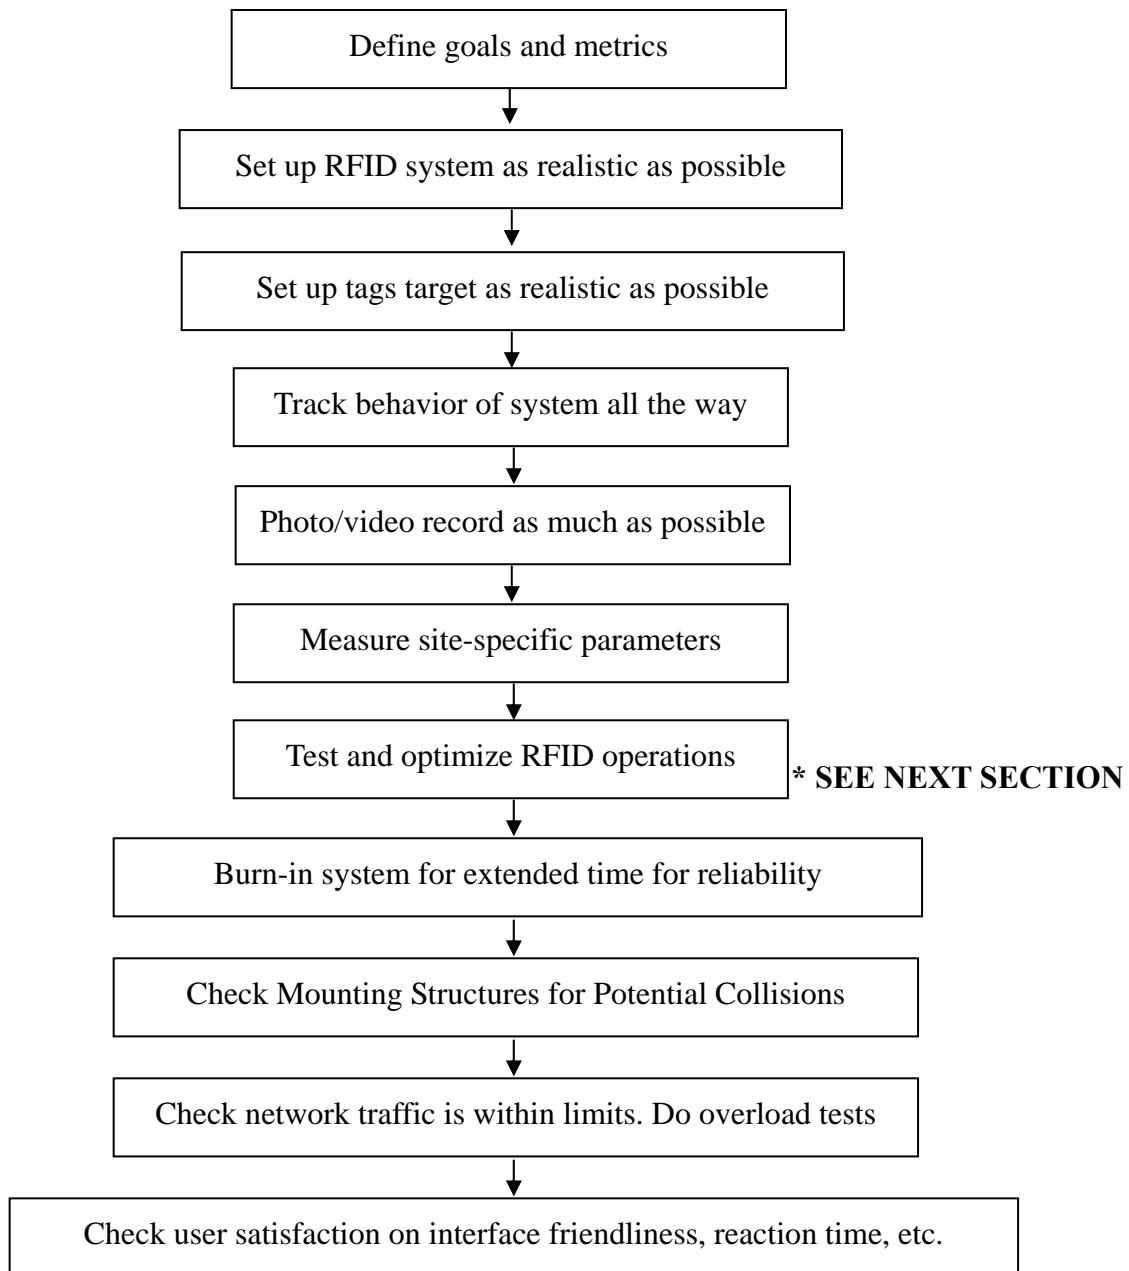 Define goals and metrics
Set up RFID system as realistic as possible
Set up tags target as realistic as possible
Track behavior of system all the way
Photo/video record as much as possible
Measure site-specific parameters
Test and optimize RFID operations
* SEE NEXT SECTION
Burn-in system for extended time for reliability
Check Mounting Structures for Potential Collisions
Check network traffic is within limits. Do overload tests
Check user satisfaction on interface friendliness, reaction time, etc.